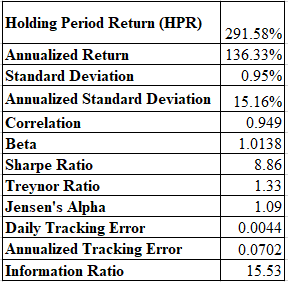 Holding Period Return (HPR) 291.58%
Annualized Return 136.33%
Standard Deviation 0.95%
Annualized Standard Deviation 15.16%
Correlation 0.949
Beta 1.0138
Sharpe Ratio 8.86
Treynor Ratio 1.33
Jensen's Alpha 1.09
Daily Tracking Error 0.0044
Annualized Tracking Error 0.0702
Information Ratio 15.53